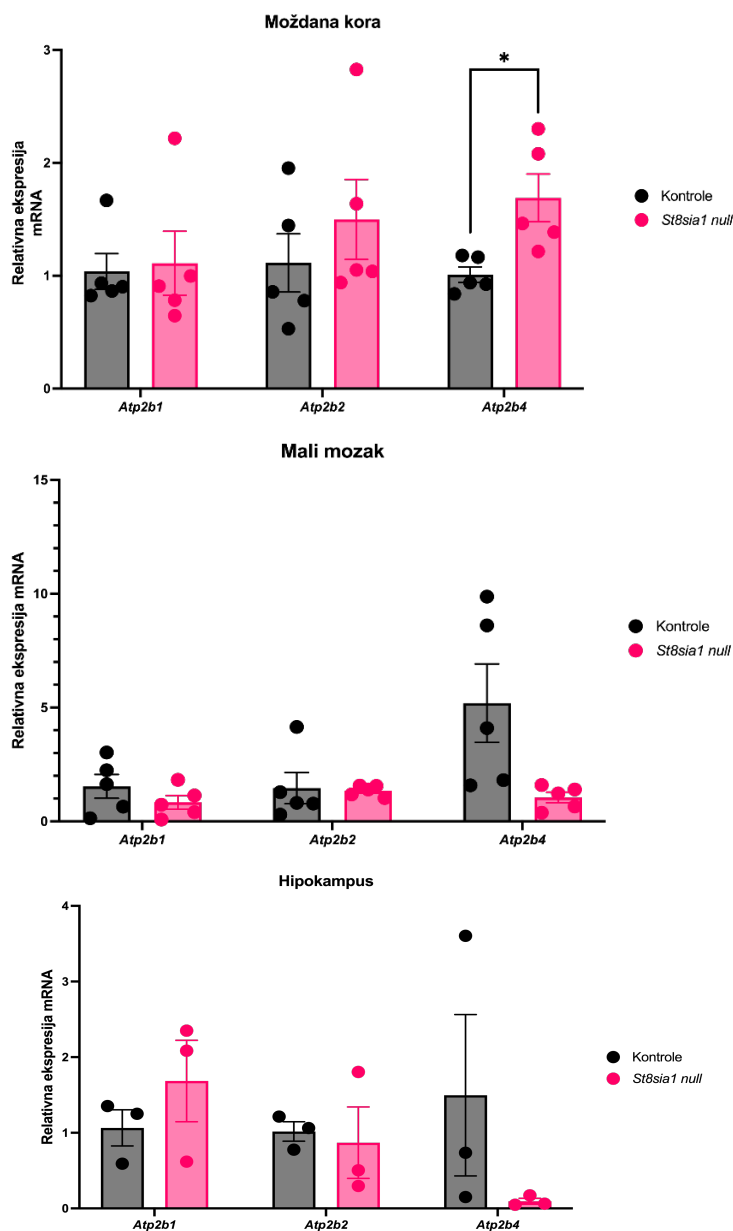 Moždana kora
Relativna ekspresija
mRNA
3
2
1
0
*
Atp2b1
Atp2b2
Atp2b4
Kontrole
St8sia1 null
Mali mozak
Relativna ekspresija mRNA
15
10
5
0
Atp2b1
Atp2b2
Atp2b4
Kontrole
St8sia1 null
Hipokampus
Relativna ekspresija mRNA
4
3
2
1
0
Atp2b1
Atp2b2
Atp2b4
Kontrole
St8sia1 null